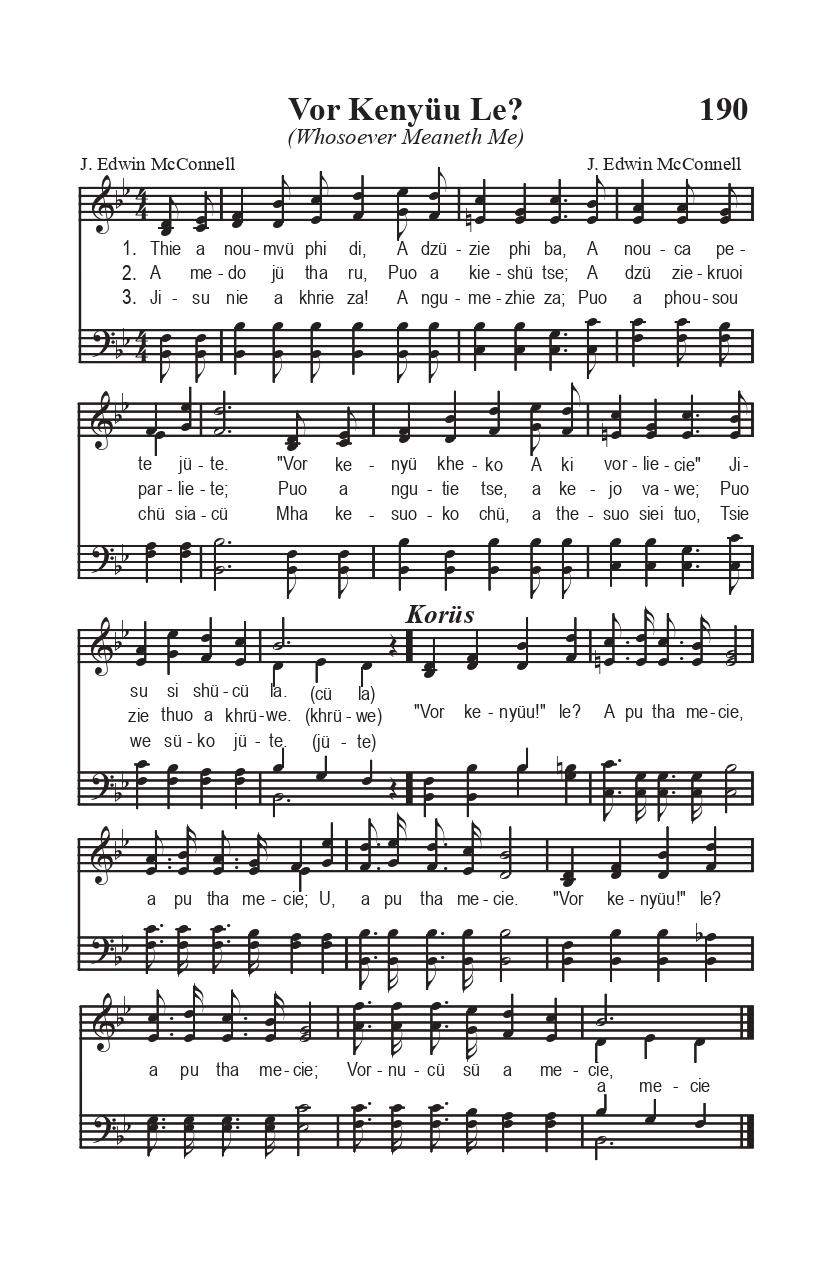 Vor Kenyüu Le? 190
(Whosoever Meaneth Me)
J. Edwin McConnell J. Edwin McConnell
1. Thie a nou-mvü phi di, A dzü-zie phi ba, A nou-ca pe-
2. A me-do jü tha ru, Puo a kie-shü tse; A dzü zie-kruoi
3. Ji-su nie a khrie za! A ngu-me-zhie za; Puo a phou-sou
te jü-te. "Vor ke-nyü khe-ko A ki vor-lie-cie" Ji-
par-lie-te; Puo a ngu-tie tse, a ke-jo va-we; Puo
chü sia-cü Mha ke-suo-ko chü, a the-suo siei tuo, Tsie
Korüs
su si shü-cü la. (cü la)
zie thuo a khrü-we. (khrü-we) "Vor ke-nyüu!" le? A pu tha me-cie,
we sü-ko jü-te. (jü-te)
a pu tha me-cie; U, a pu tha me-cie. "Vor ke-nyüu!" le?
a pu tha me-cie; Vor-nu-cü sü a me-cie,
a me-cie